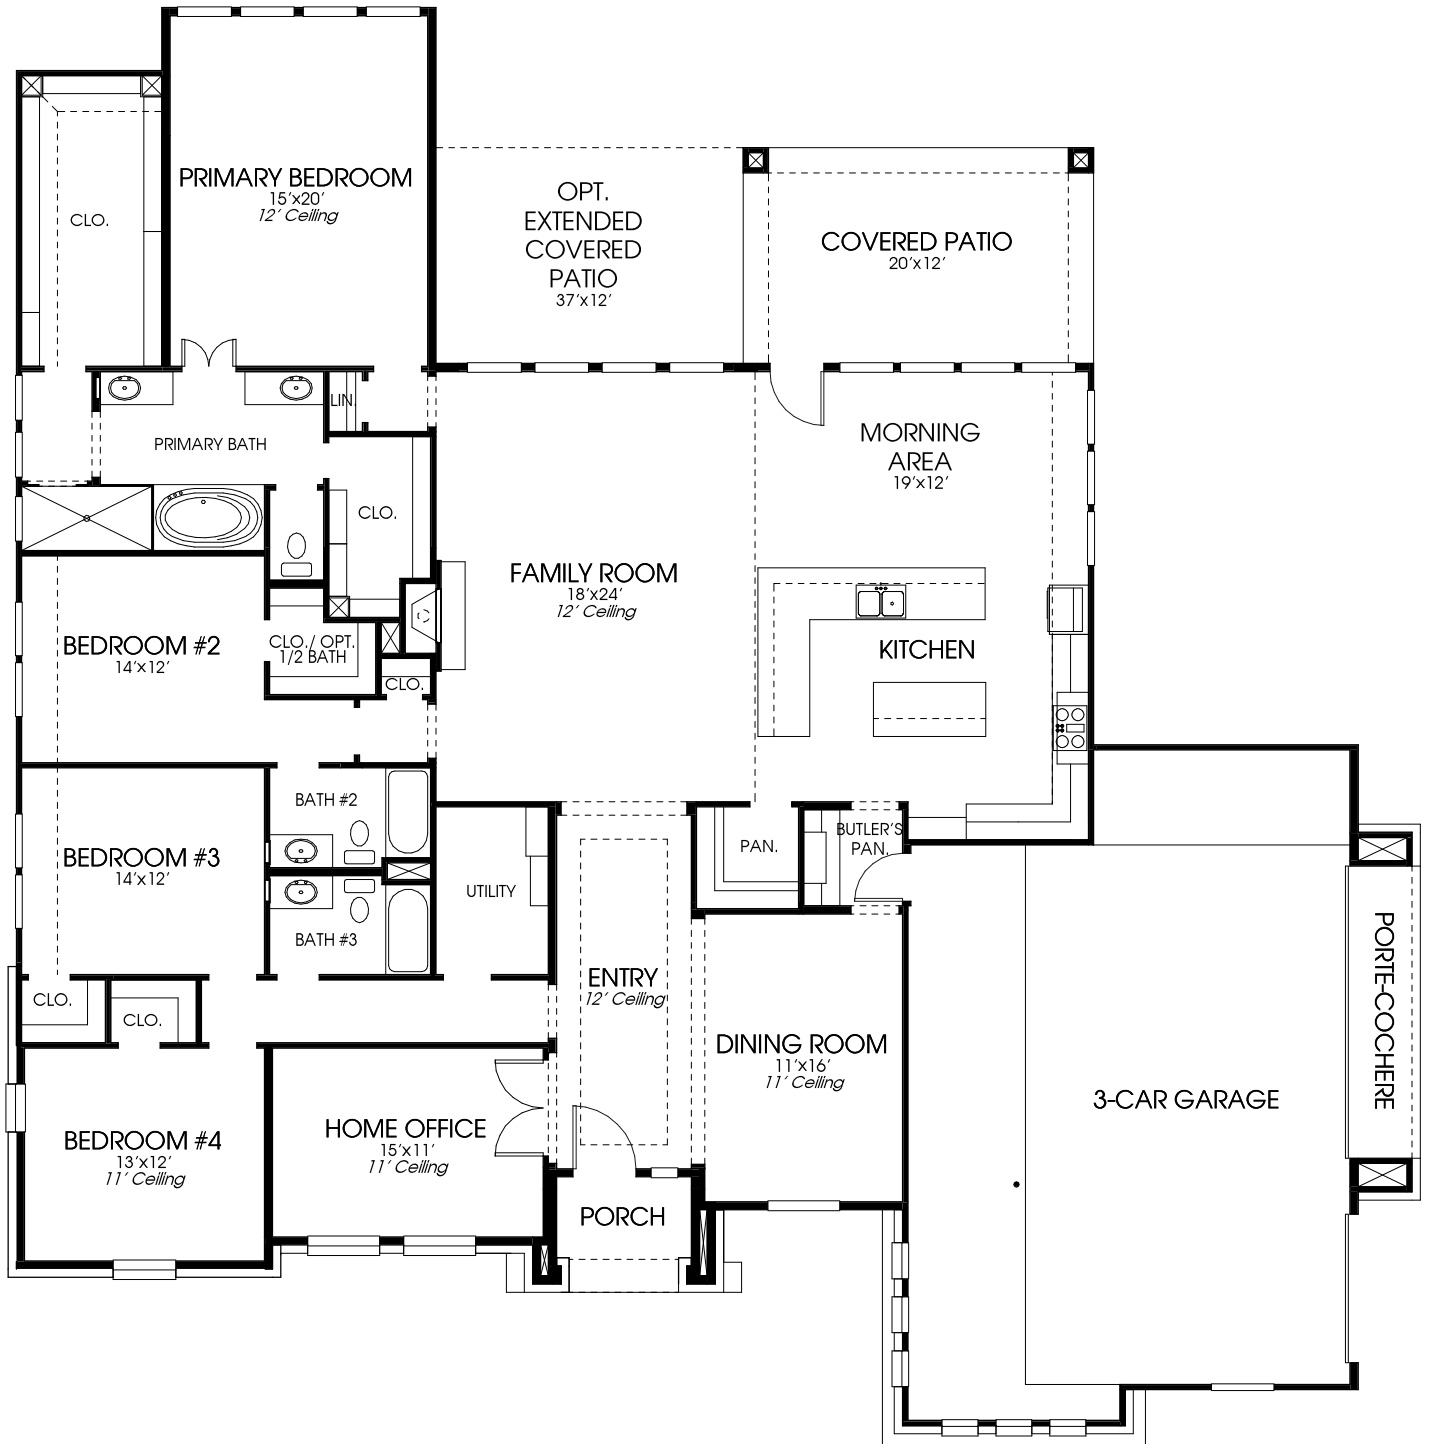 PRIMARY BEDROOM
15'x20'
12' Ceiling
CLO.
OPT.
EXTENDED
COVERED
PATIO
37'x12'
COVERED PATIO
20'x12'
LIN.
PRIMARY BATH
CLO.
MORNING
AREA
19'x12'
FAMILY ROOM
18'x24'
12' Ceiling
BEDROOM #2
14'x12'
CLO./ OPT.
1/2 BATH
CLO.
KITCHEN
BATH #2
BEDROOM #3
14'x12'
BUTLER'S
PAN.
PAN.
UTILITY
BATH #3
CLO.
CLO.
ENTRY
12' Ceiling
DINING ROOM
11'x16'
11' Ceiling
PORTE-COCHERE
3-CAR GARAGE
HOME OFFICE
15'x11'
11' Ceiling
BEDROOM #4
13'x12'
11' Ceiling
PORCH